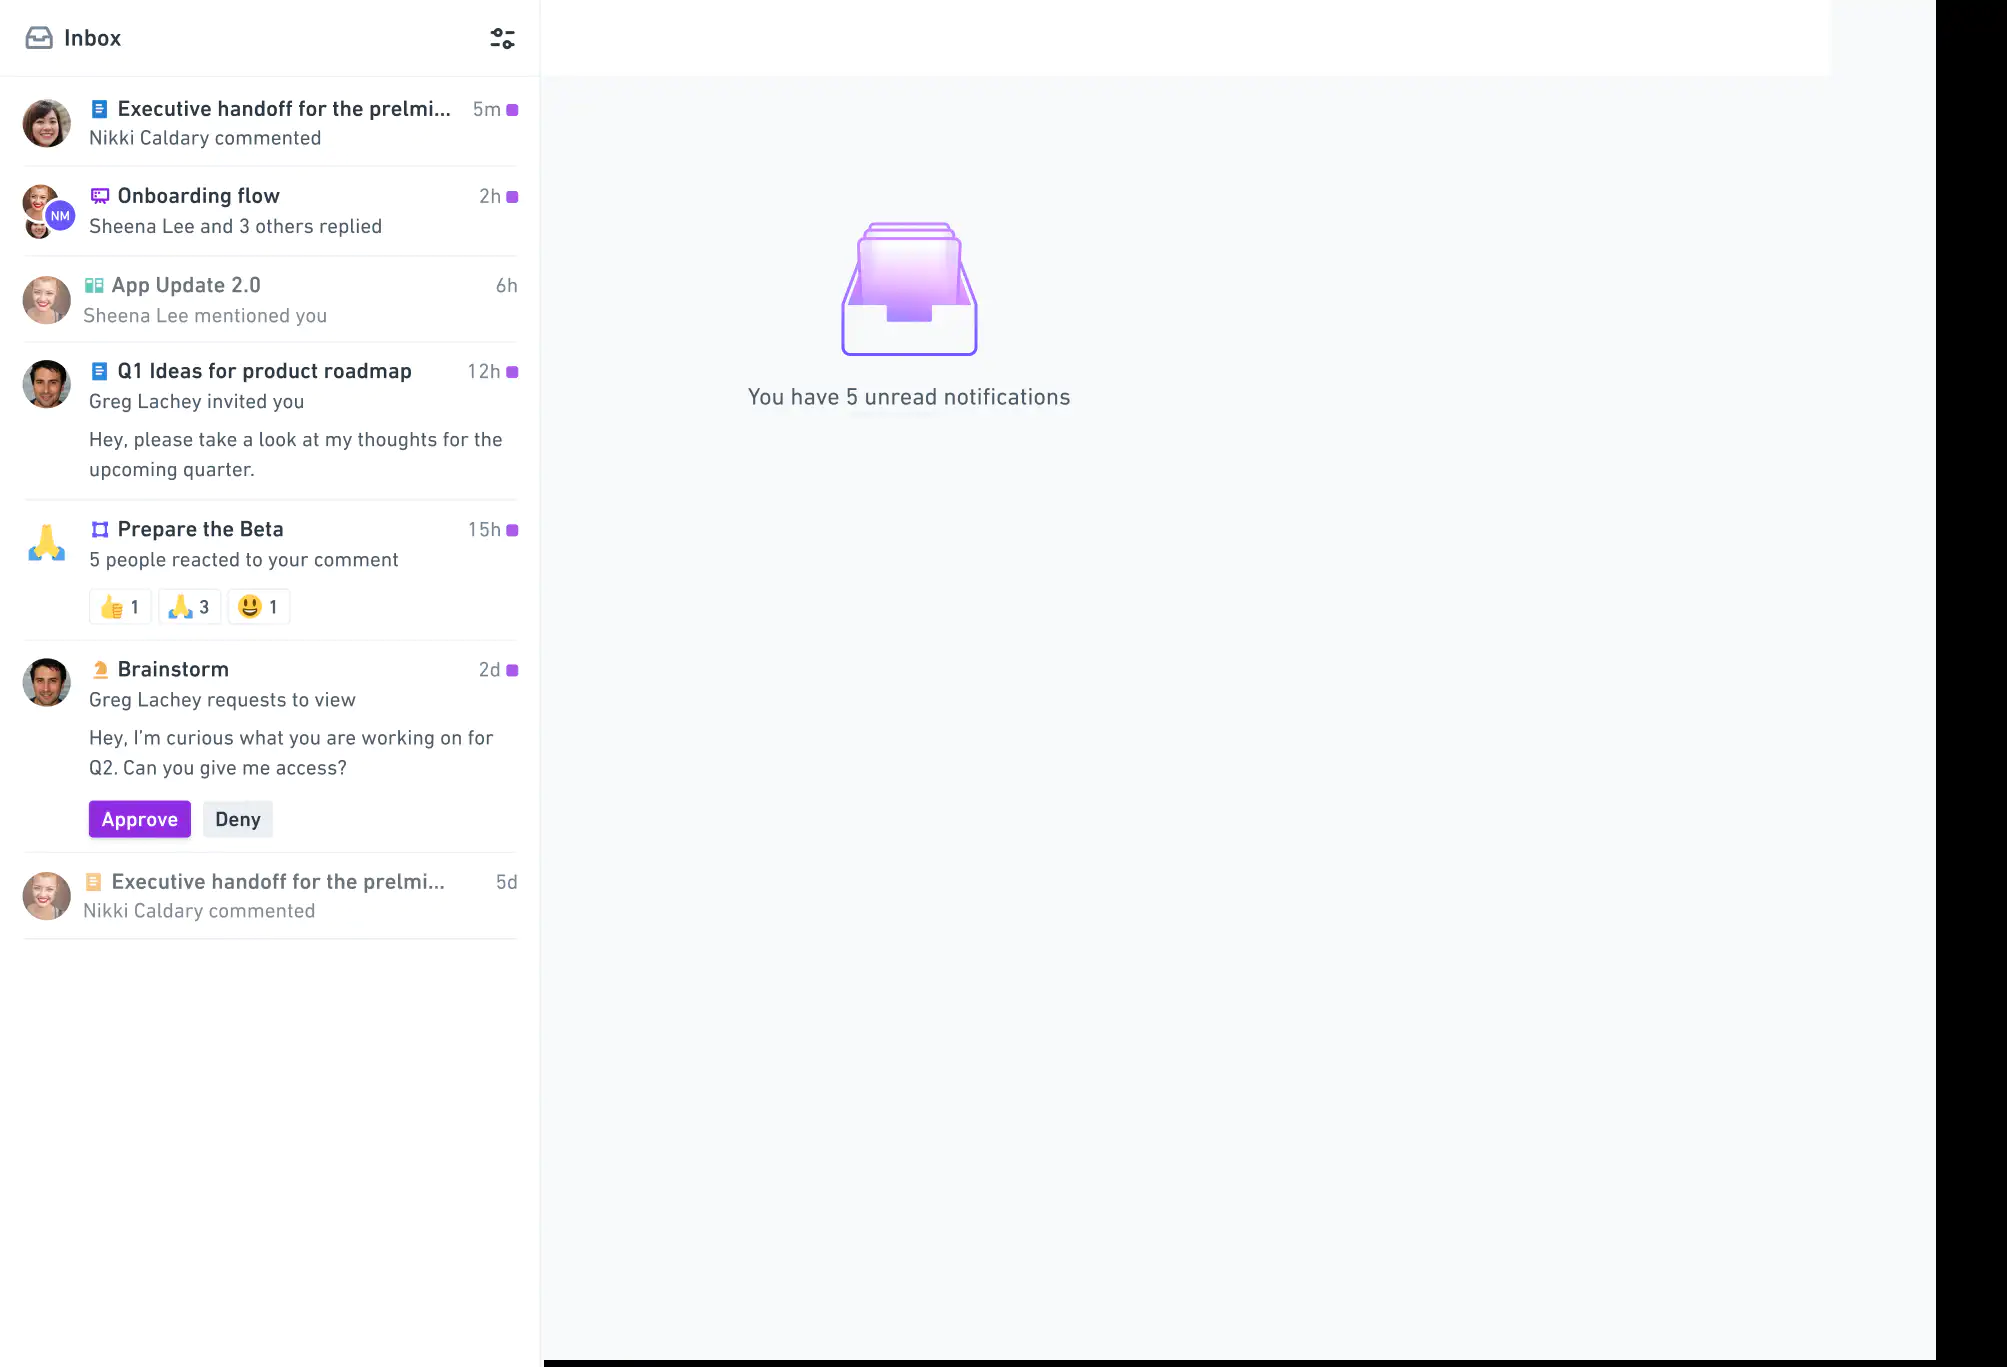 Inbox
Executive handoff for the prelmi... 5m
Nikki Caldary commented
Onboarding flow 2h
NM
Sheena Lee and 3 others replied
App Update 2.0 6h
Sheena Lee mentioned you
Q1 Ideas for product roadmap 12h
Greg Lachey invited you
Hey, please take a look at my thoughts for the
upcoming quarter.
Prepare the Beta 15h
5 people reacted to your comment
1 3 1
Brainstorm 2d
Greg Lachey requests to view
Hey, I’m curious what you are working on for
Q2. Can you give me access?
Approve Deny
Executive handoff for the prelmi... 5d
Nikki Caldary commented
You have 5 unread notifications